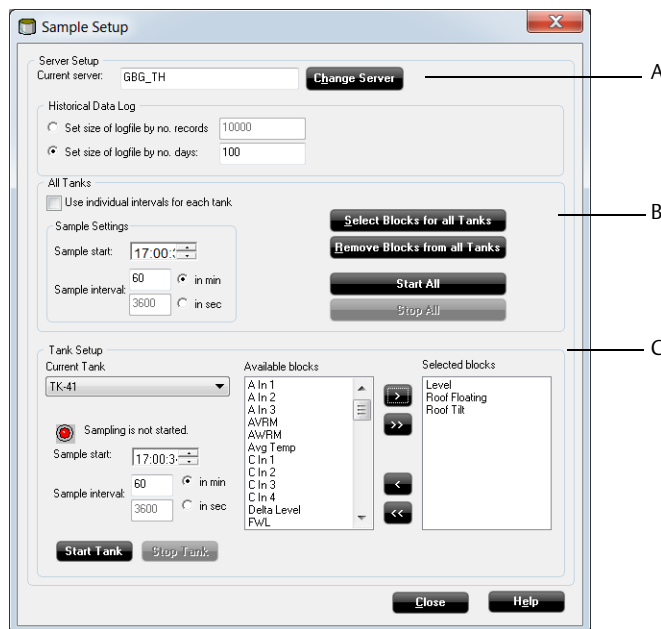 Sample Setup
Server Setup
Current server:
GBG_TH
Change Server
A
Historical Data Log
Set size of logfile by no. records
10000
Set size of logfile by no. days:
100
All Tanks
Use individual intervals for each tank
Sample Settings
Sample start:
17:00:
Sample interval:
60
in min
3600
in sec
Select Blocks for all Tanks
B
Remove Blocks from all Tanks
Start All
Stop All
Tank Setup
C
Current Tank
TK-41
Sampling is not started.
Sample start:
17:00:3
Sample interval:
60
in min
3600
in sec
Start Tank
Stop Tank
Available blocks
A In 1
A In 2
A In 3
AVRM
AWRM
Avg Temp
C In 1
C In 2
C In 3
C In 4
Delta Level
FWL
>
>>
<
<<
Selected blocks
Level
Roof Floating
Roof Tilt
Close
Help